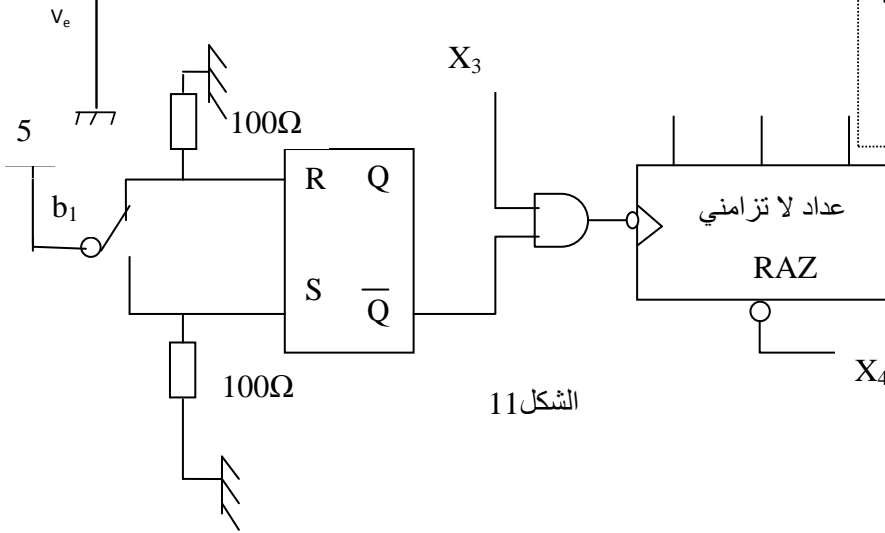 Vₑ
X₃
5
100Ω
b₁
R Q
عداد لا تزامني
RAZ
S Q̅
X₄
100Ω
الشكل11